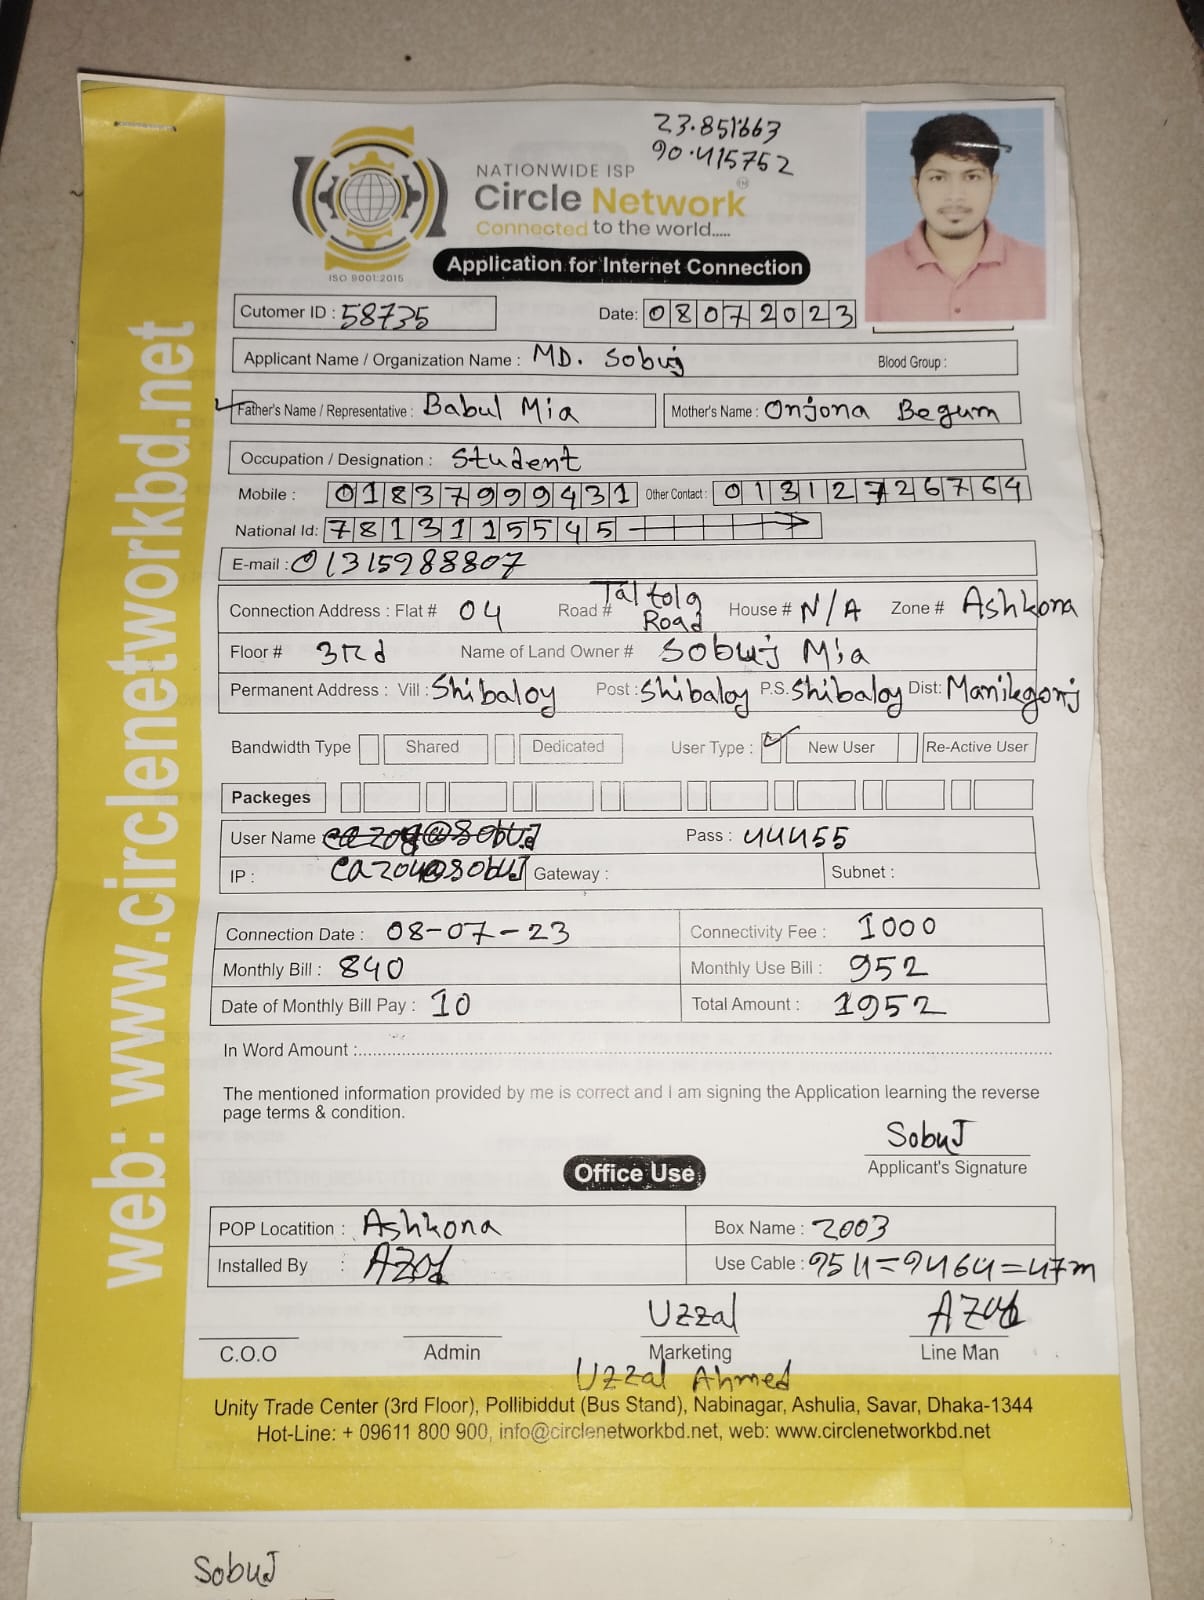 23.851663
90.415752
NATIONWIDE ISP
Circle Network
Connected to the world.....
ISO 9001:2015
Application for Internet Connection
Cutomer ID : 58735 Date: 08072023
Applicant Name / Organization Name : MD. Sobuj Blood Group :
Father's Name / Representative : Babul Mia Mother's Name : Onjona Begum
Occupation / Designation : Student
Mobile : 01837999431 Other Contact : 01312726764
National Id: 7813115545
E-mail : 01315988807
Connection Address : Flat # 04 Road # Taltola Road House # N/A Zone # Ashkona
Floor # 3rd Name of Land Owner # Sobuj Mia
Permanent Address : Vill : Shibaloy Post : Shibaloy P.S. Shibaloy Dist: Manikgonj
Bandwidth Type Shared Dedicated User Type : New User Re-Active User
Packeges
User Name Pass : 44455
IP : ca204@sobuJ Gateway : Subnet :
Connection Date : 08-07-23 Connectivity Fee : 1000
Monthly Bill : 840 Monthly Use Bill : 952
Date of Monthly Bill Pay : 10 Total Amount : 1952
In Word Amount :
The mentioned information provided by me is correct and I am signing the Application learning the reverse
page terms & condition.
SobuJ
Applicant's Signature
Office Use
POP Locatition : Ashkona Box Name : 2003
Installed By : Use Cable : 9511=9464=47m
Uzzal
C.O.O Admin Marketing Line Man
Uzzal Ahmed
Unity Trade Center (3rd Floor), Pollibiddut (Bus Stand), Nabinagar, Ashulia, Savar, Dhaka-1344
Hot-Line: + 09611 800 900, info@circlenetworkbd.net, web: www.circlenetworkbd.net
web: www.circlenetworkbd.net
SobuJ